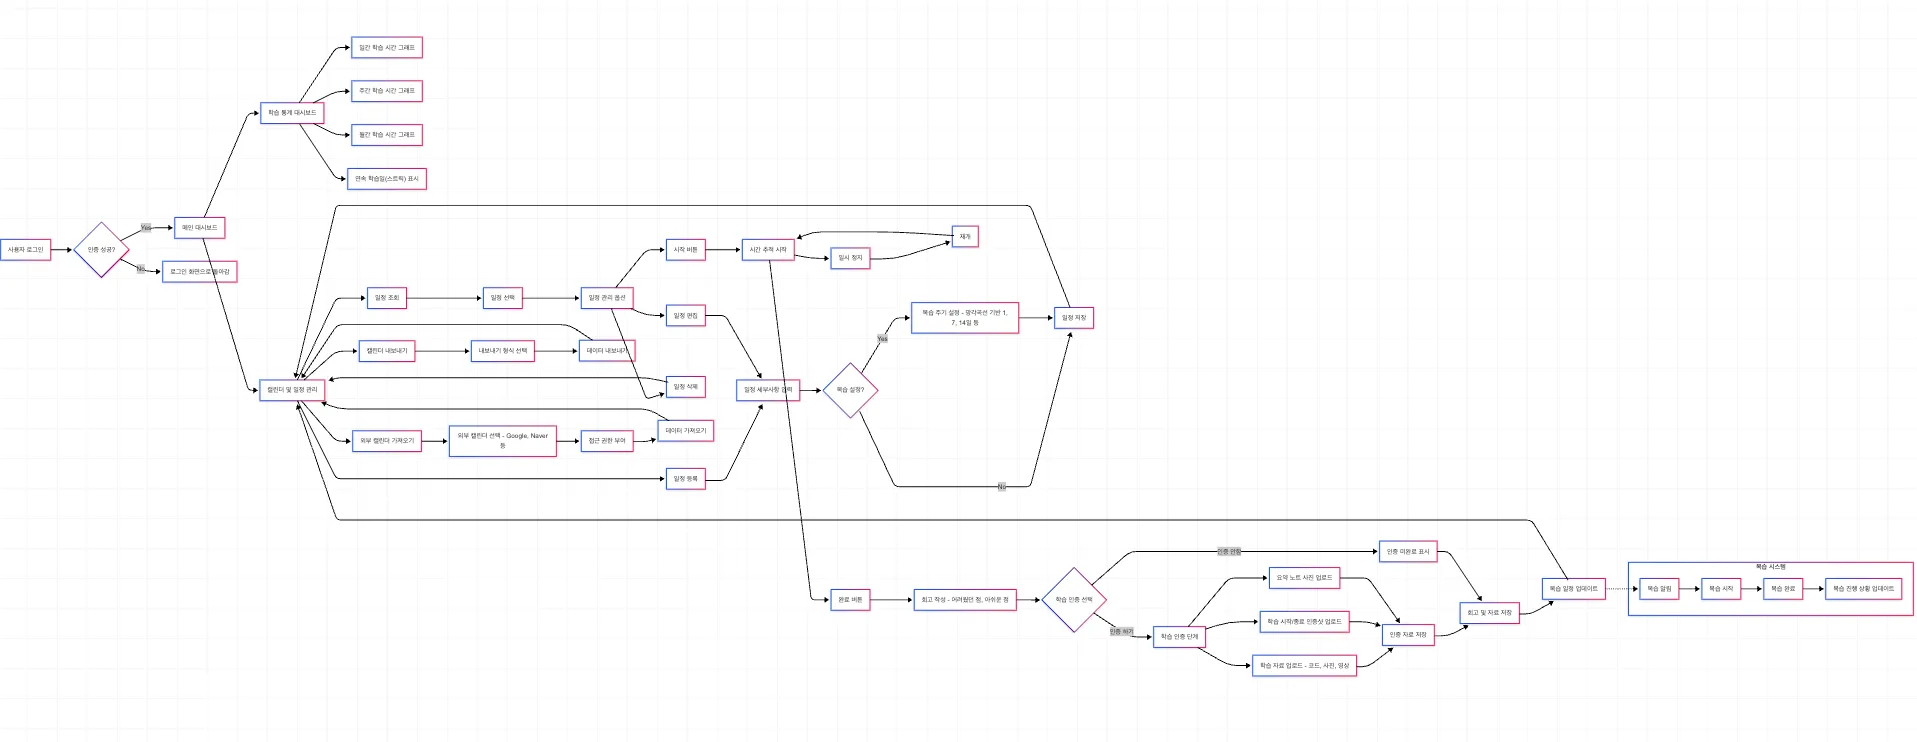 일간 학습 시간 그래프
주간 학습 시간 그래프
학습 통계 대시보드
월간 학습 시간 그래프
연속 학습일(스트릭) 표시
사용자 로그인
인증 성공?
Yes
메인 대시보드
No
로그인 화면으로 돌아감
시작 버튼
시간 추적 시작
재개
일시 정지
일정 조회
일정 선택
일정 관리 옵션
일정 편집
캘린더 내보내기
내보내기 형식 선택
데이터 내보내기
캘린더 및 일정 관리
일정 삭제
일정 세부사항 입력
복습 설정?
Yes
복습 주기 설정 - 망각곡선 기반 1,
7, 14일 등
일정 저장
외부 캘린더 가져오기
외부 캘린더 선택 - Google, Naver
등
접근 권한 부여
데이터 가져오기
일정 등록
No
완료 버튼
회고 작성 - 어려웠던 점, 아쉬운 점
학습 인증 선택
인증 안함
인증 미완료 표시
인증 하기
학습 인증 단계
요약 노트 사진 업로드
학습 시작/종료 인증샷 업로드
학습 자료 업로드 - 코드, 사진, 영상
인증 자료 저장
회고 및 자료 저장
복습 일정 업데이트
복습 시스템
복습 알림
복습 시작
복습 완료
복습 진행 상황 업데이트